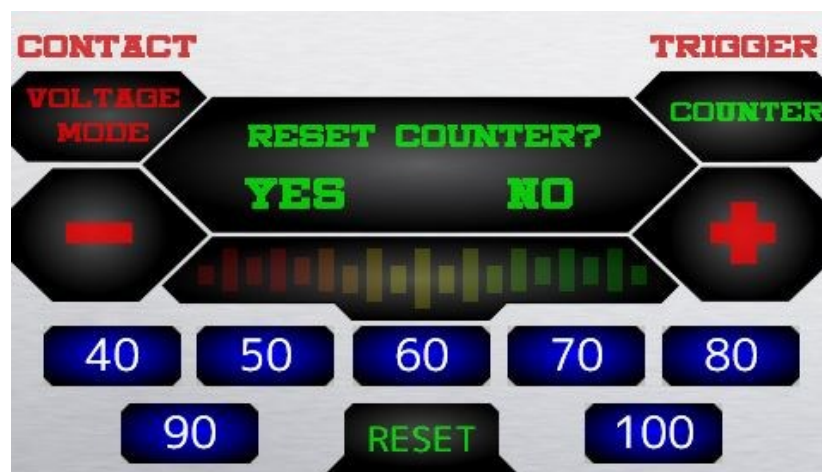 CONTACT
TRIGGER
VOLTAGE
MODE
COUNTER
RESET COUNTER?
YES NO
- +
40 50 60 70 80
90 RESET 100